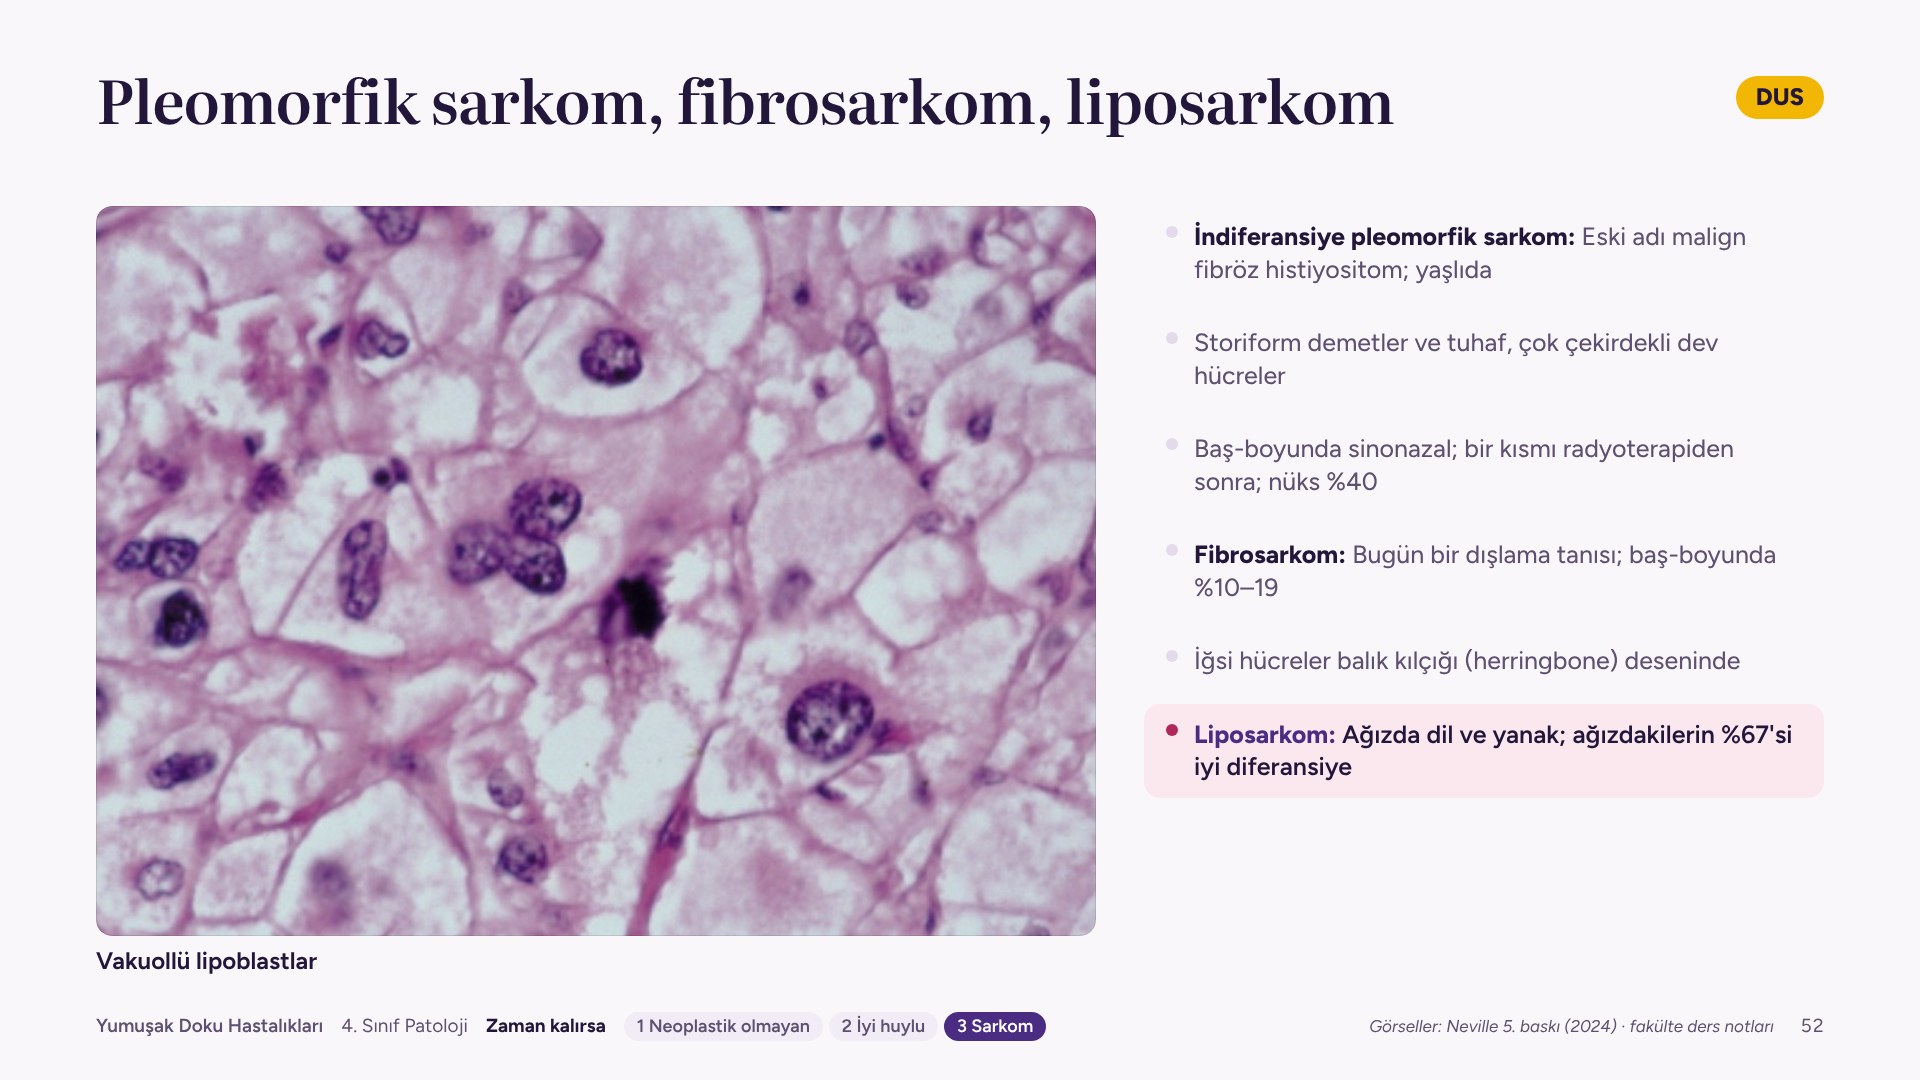 Pleomorfik sarkom, fibrosarkom, liposarkom
DUS
İndiferansiye pleomorfik sarkom: Eski adı malign
fibröz histiyositom; yaşlıda
Storiform demetler ve tuhaf, çok çekirdekli dev
hücreler
Baş-boyunda sinonazal; bir kısmı radyoterapiden
sonra; nüks %40
Fibrosarkom: Bugün bir dışlama tanısı; baş-boyunda
%10–19
İğsi hücreler balık kılçığı (herringbone) deseninde
Liposarkom: Ağızda dil ve yanak; ağızdakilerin %67'si
iyi diferansiye
Vakuollü lipoblastlar
Yumuşak Doku Hastalıkları 4. Sınıf Patoloji Zaman kalırsa 1 Neoplastik olmayan 2 İyi huylu 3 Sarkom
Görseller: Neville 5. baskı (2024) · fakülte ders notları 52